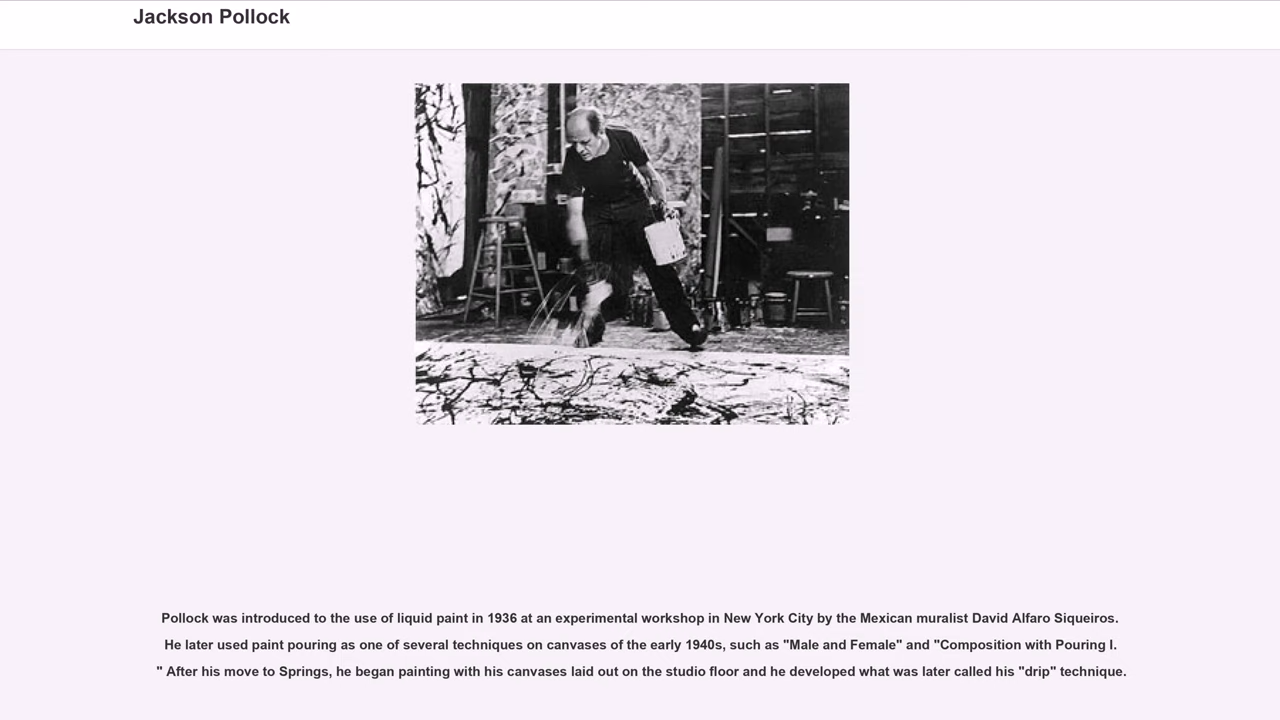 Jackson Pollock
Pollock was introduced to the use of liquid paint in 1936 at an experimental workshop in New York City by the Mexican muralist David Alfaro Siqueiros.
He later used paint pouring as one of several techniques on canvases of the early 1940s, such as "Male and Female" and "Composition with Pouring I.
" After his move to Springs, he began painting with his canvases laid out on the studio floor and he developed what was later called his "drip" technique.